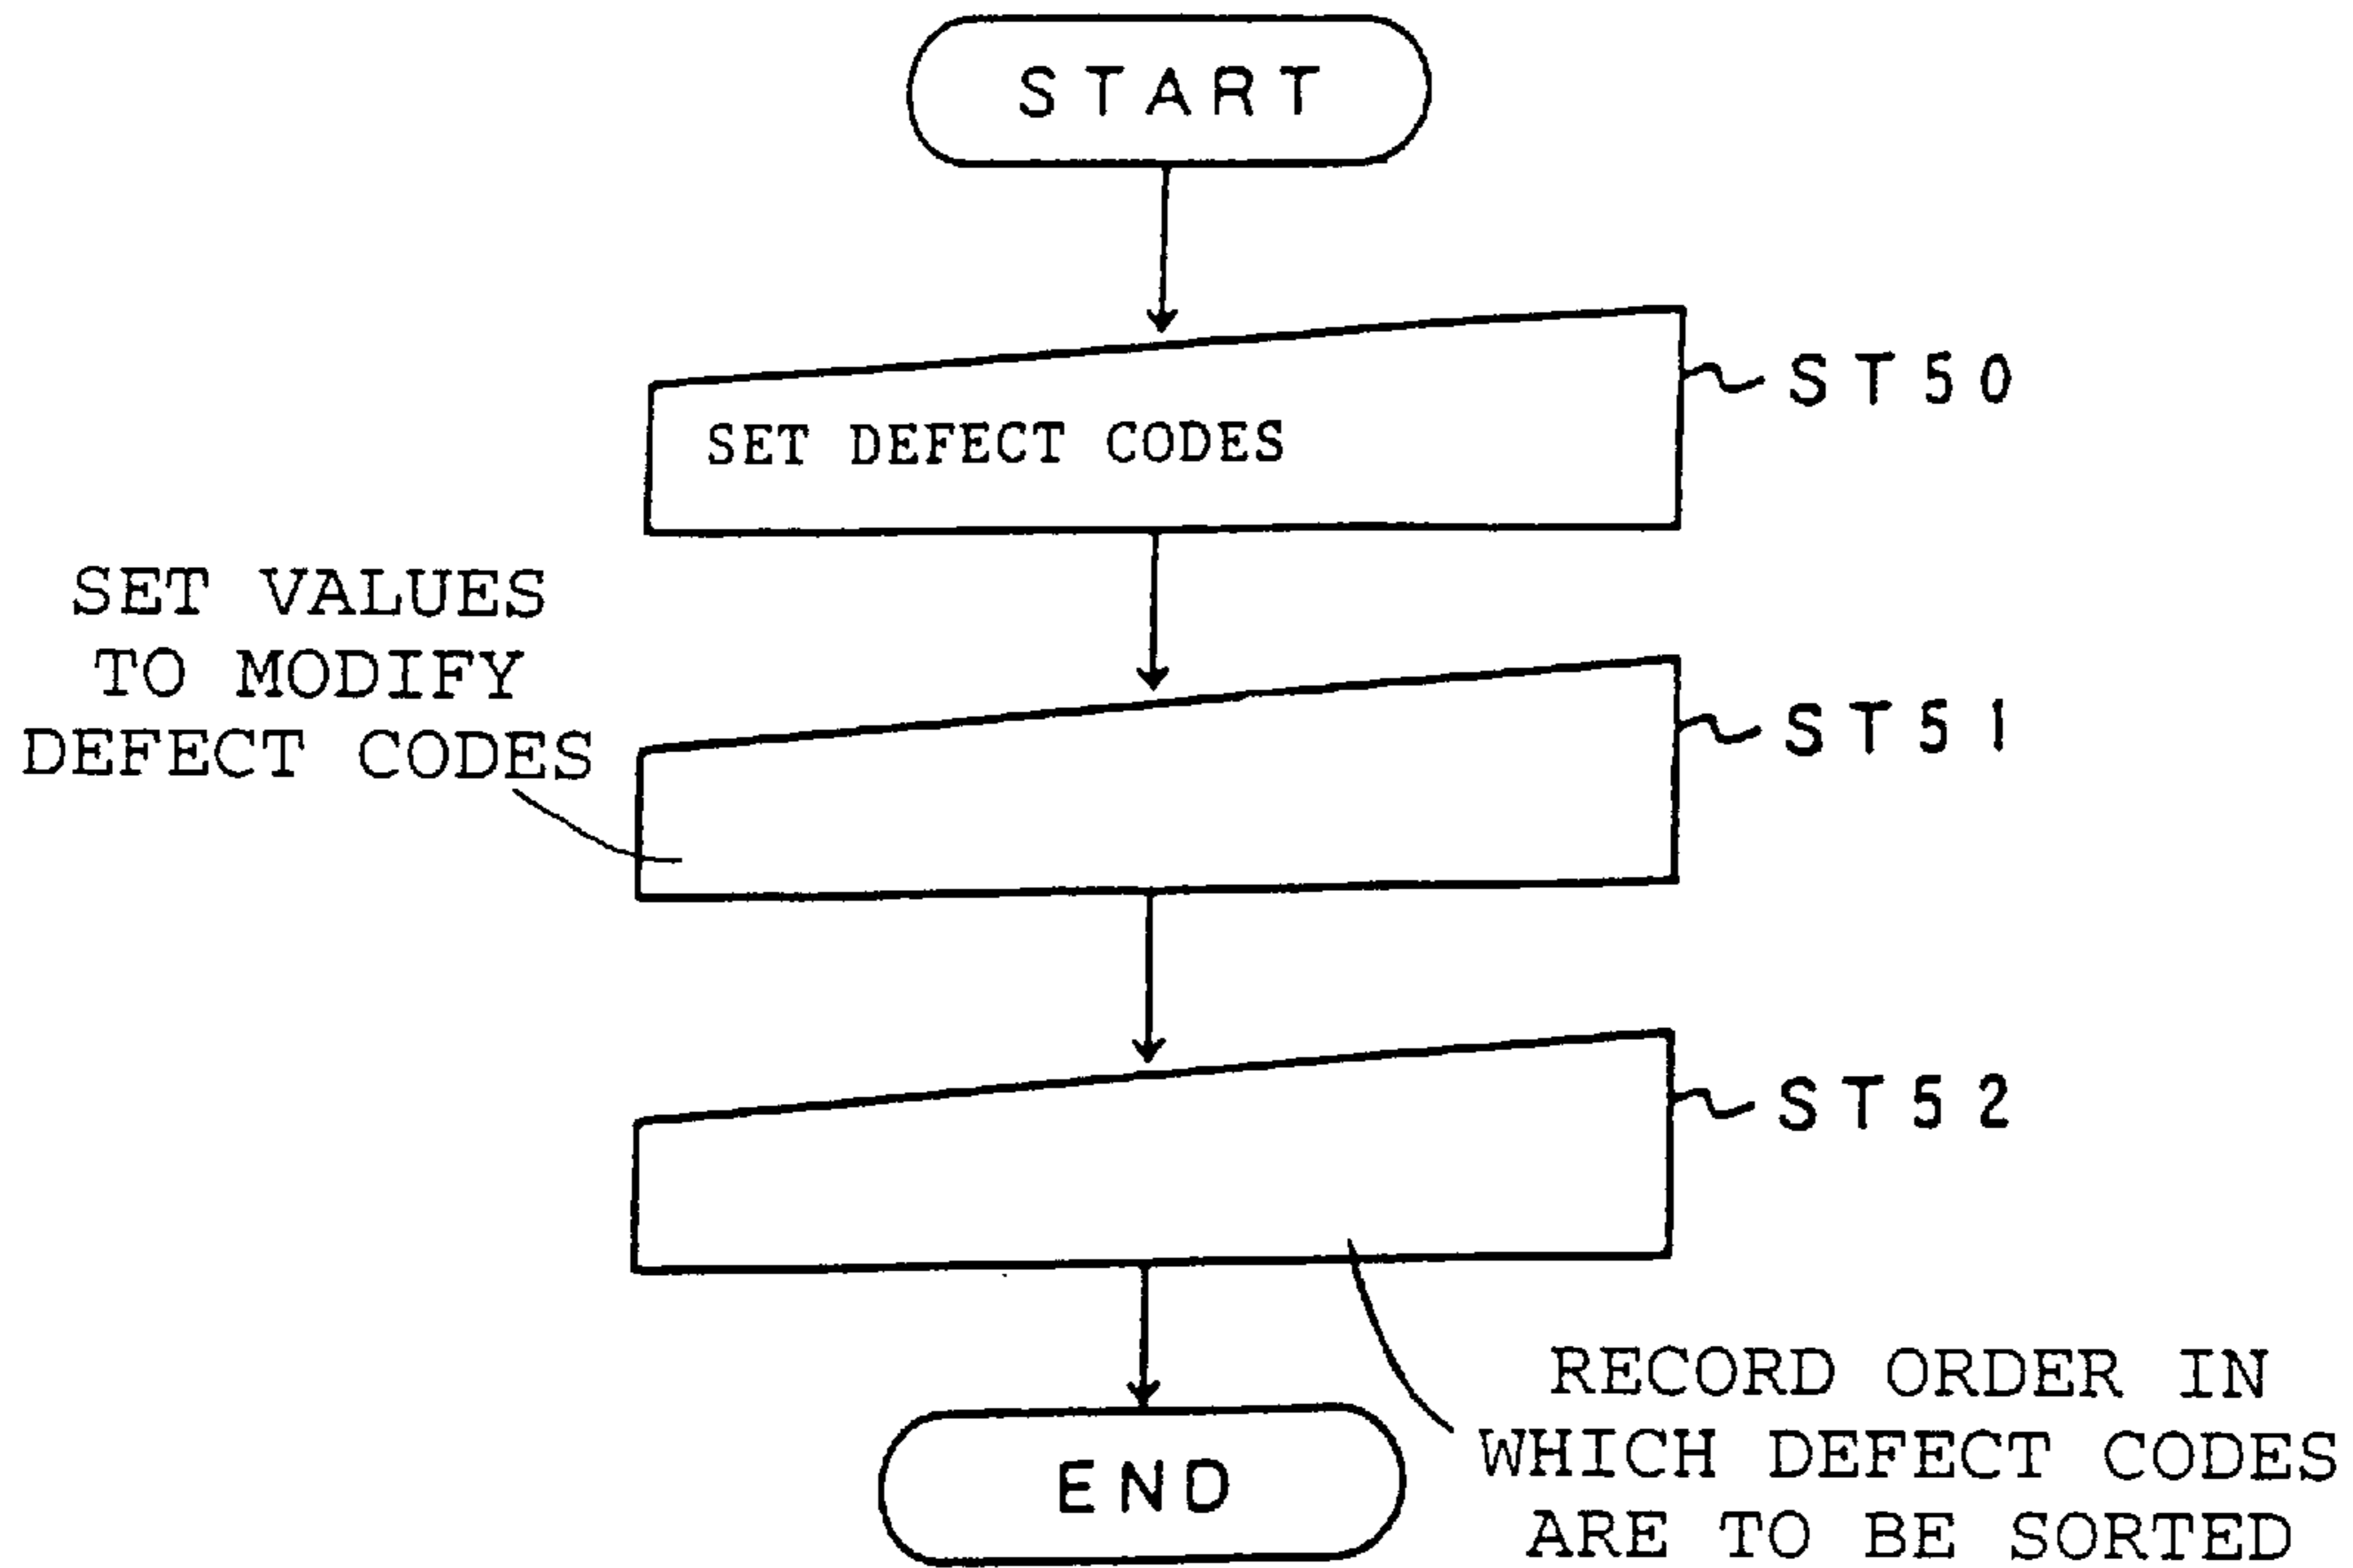 START
ST50
SET DEFECT CODES
SET VALUES
TO MODIFY
DEFECT CODES
ST51
ST52
RECORD ORDER IN
WHICH DEFECT CODES
ARE TO BE SORTED
END